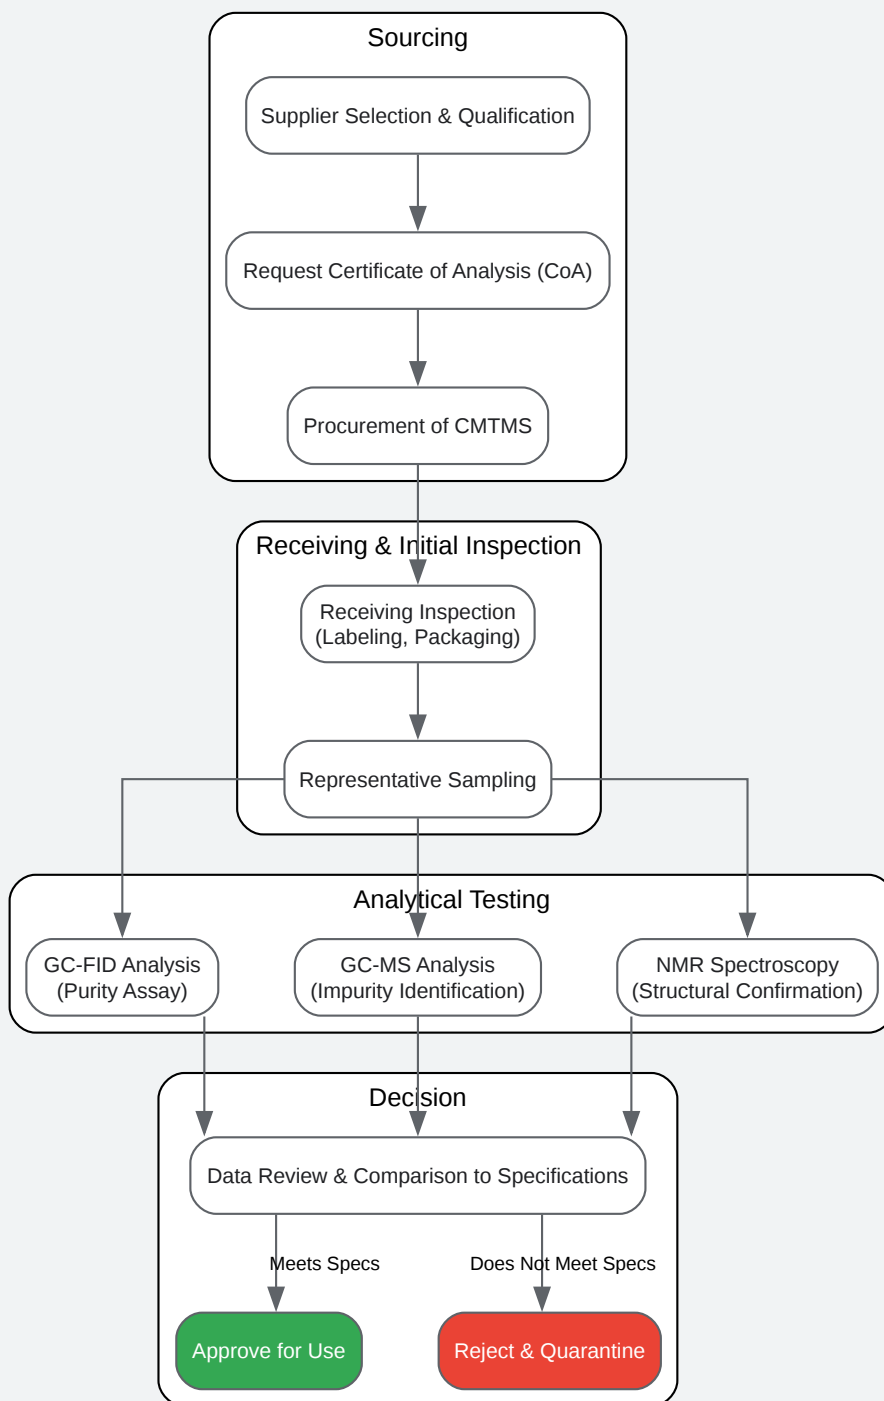 Sourcing
Supplier Selection & Qualification
Request Certificate of Analysis (CoA)
Procurement of CMTMS
Receiving & Initial Inspection
Receiving Inspection
(Labeling, Packaging)
Representative Sampling
Analytical Testing
GC-FID Analysis
(Purity Assay)
GC-MS Analysis
(Impurity Identification)
NMR Spectroscopy
(Structural Confirmation)
Decision
Data Review & Comparison to Specifications
Meets Specs
Does Not Meet Specs
Approve for Use
Reject & Quarantine